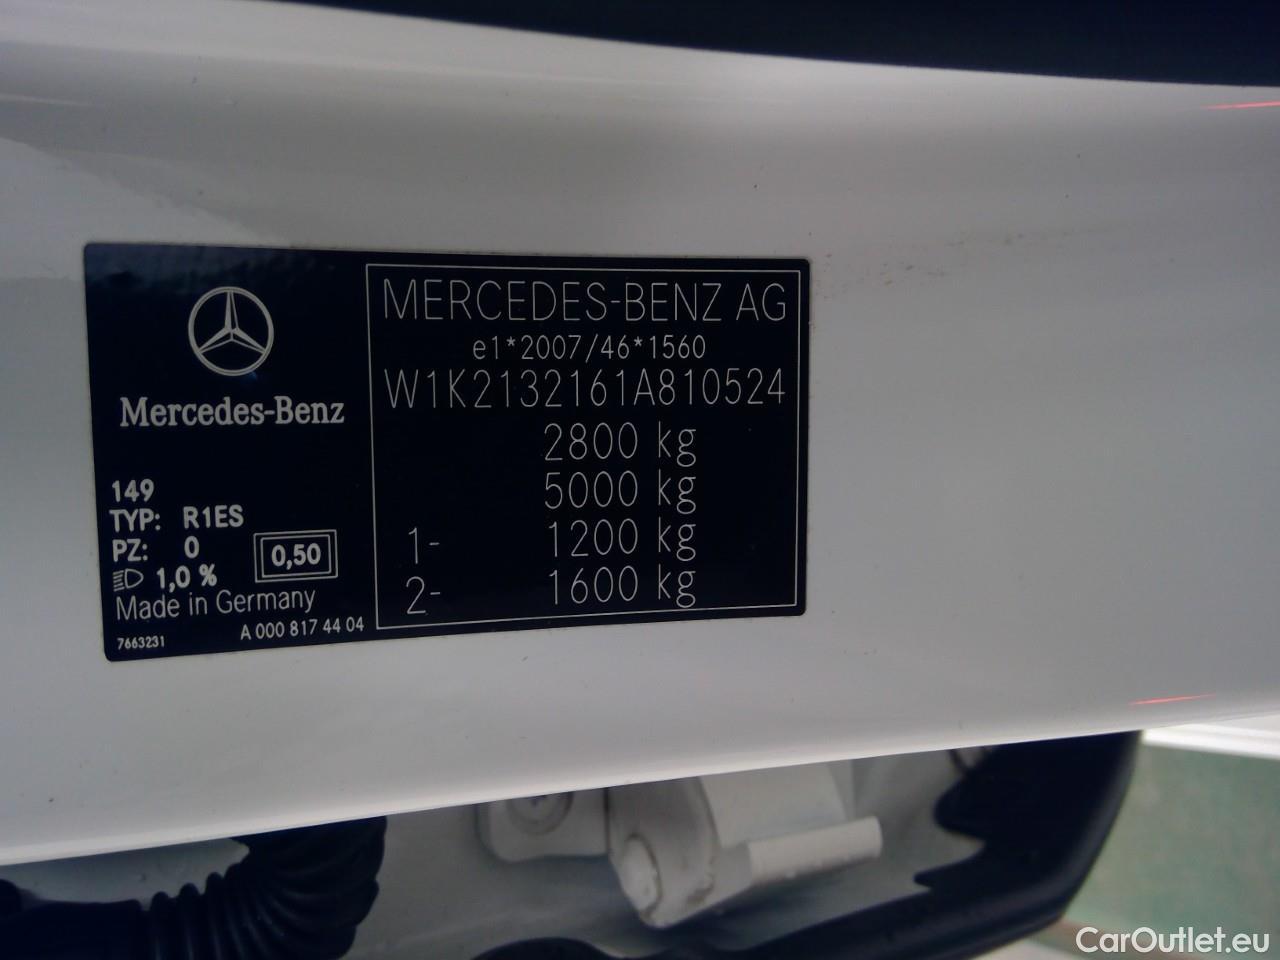 Mercedes-Benz
149
TYP: R1ES
PZ: 0
0,50
1,0 %
Made in Germany
7663231 A 000 817 44 04
MERCEDES-BENZ AG
e1*2007/46*1560
W1K2132161A810524
2800 kg
5000 kg
1- 1200 kg
2- 1600 kg
CarOutlet.eu